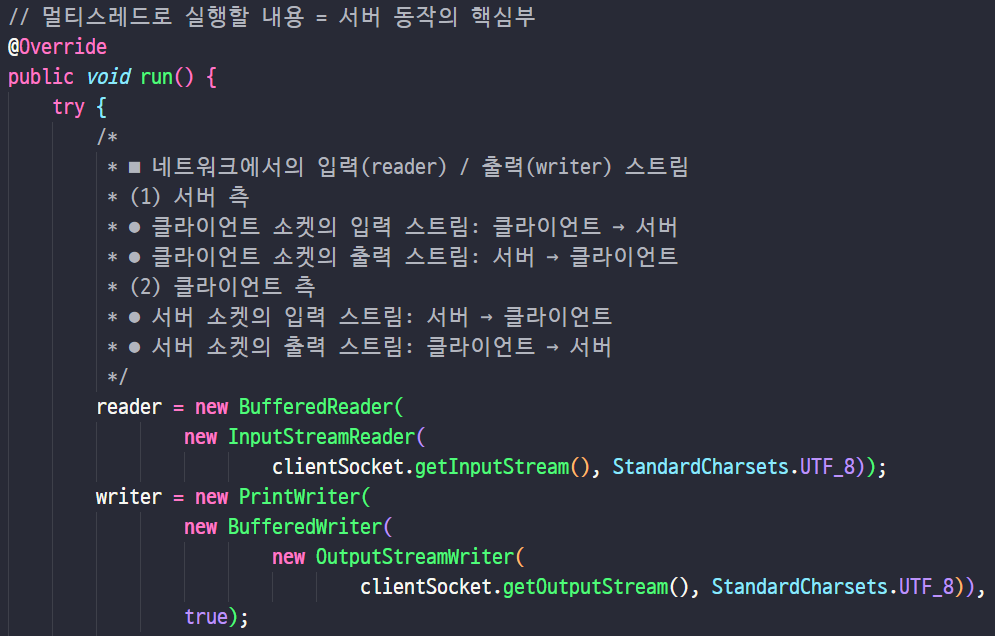 // 멀티스레드로 실행할 내용 = 서버 동작의 핵심부
@Override
public void run() {
try {
/*
* ■ 네트워크에서의 입력(reader) / 출력(writer) 스트림
* (1) 서버 측
* ● 클라이언트 소켓의 입력 스트림: 클라이언트 → 서버
* ● 클라이언트 소켓의 출력 스트림: 서버 → 클라이언트
* (2) 클라이언트 측
* ● 서버 소켓의 입력 스트림: 서버 → 클라이언트
* ● 서버 소켓의 출력 스트림: 클라이언트 → 서버
*/
reader = new BufferedReader(
new InputStreamReader(
clientSocket.getInputStream(), StandardCharsets.UTF_8));
writer = new PrintWriter(
new BufferedWriter(
new OutputStreamWriter(
clientSocket.getOutputStream(), StandardCharsets.UTF_8)),
true);